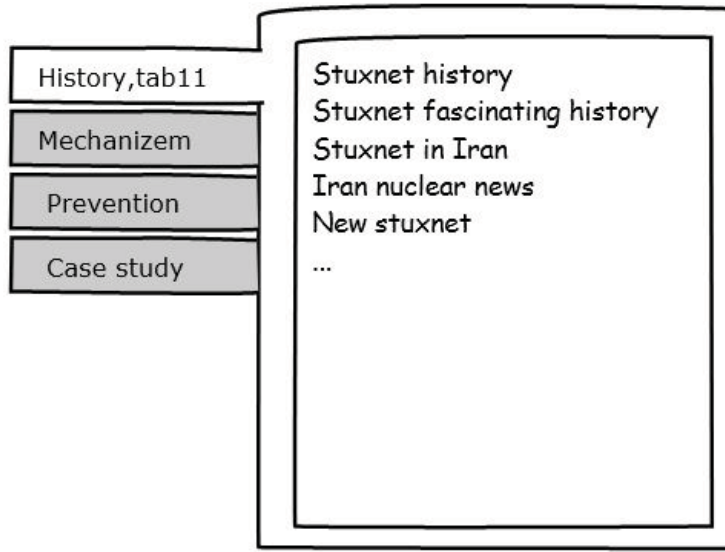 History,tab11
Mechanizem
Prevention
Case study
Stuxnet history
Stuxnet fascinating history
Stuxnet in Iran
Iran nuclear news
New stuxnet
...